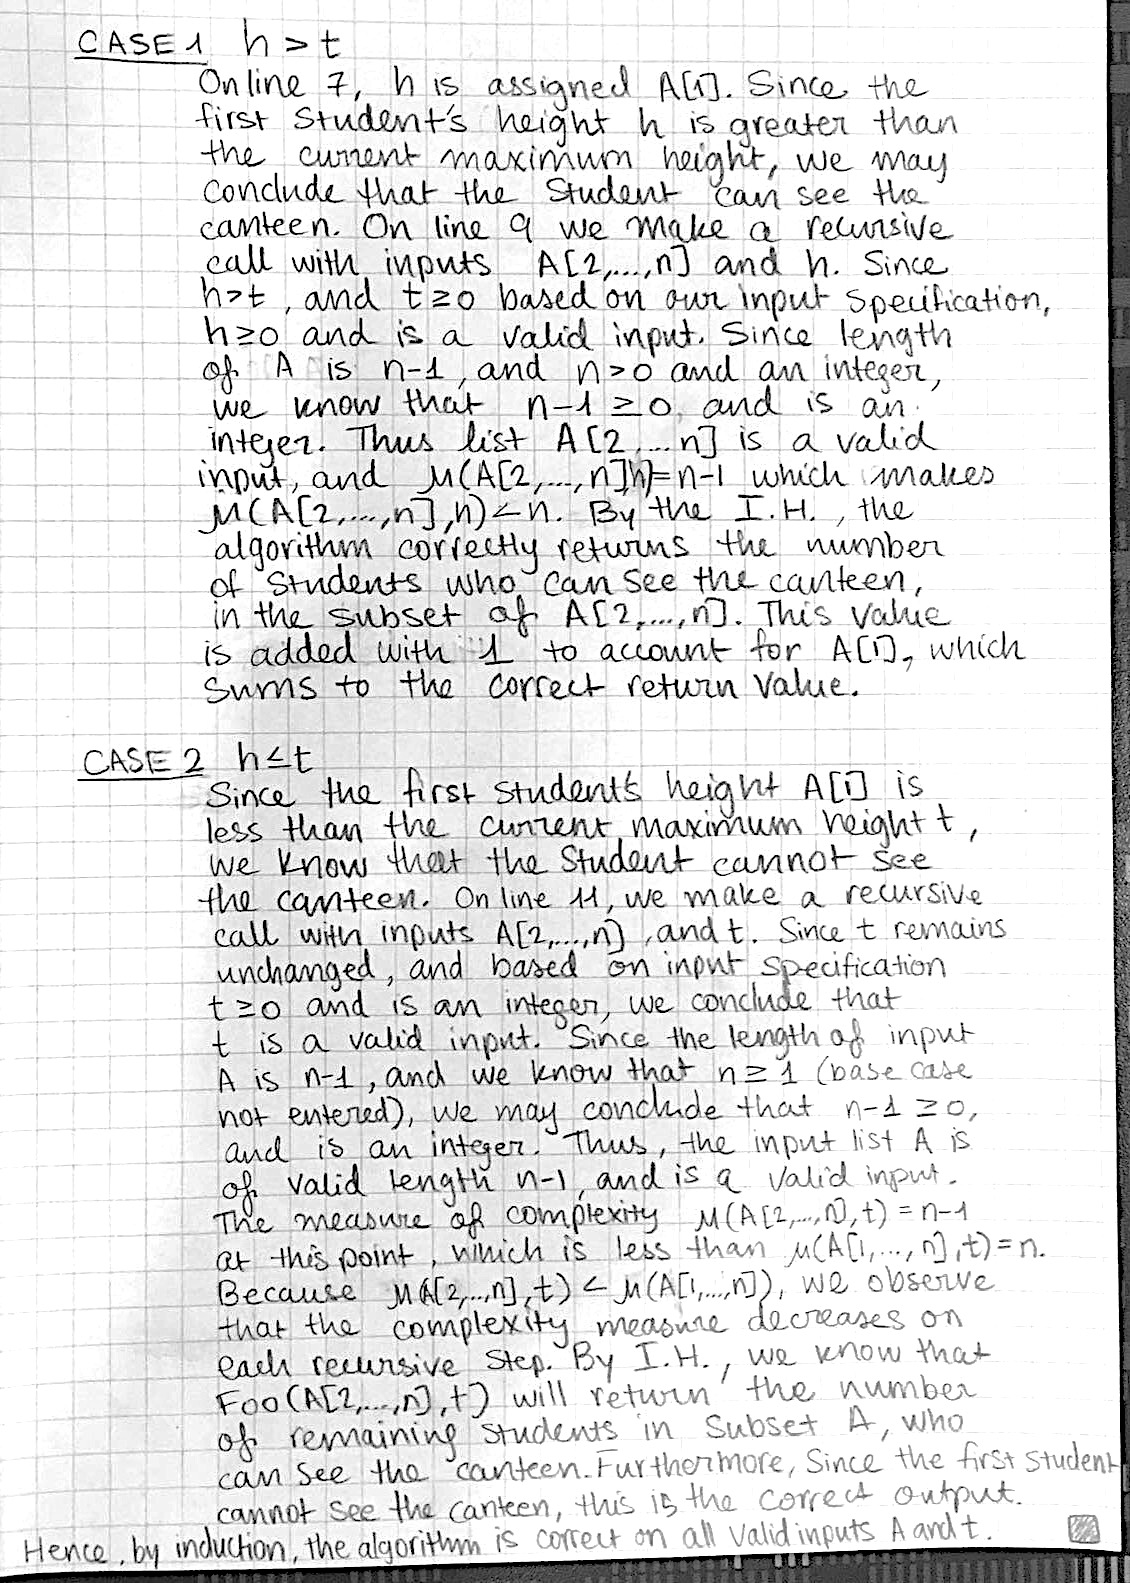 CASE 1 h > t
On line 7, h is assigned A[1]. Since the
first student's height h is greater than
the current maximum height, we may
conclude that the student can see the
canteen. On line 9 we make a recursive
call with inputs A[2,...,n] and h. Since
h>t, and t≥0 based on our input specification,
h≥0 and is a valid input. Since length
of A is n-1, and n>0 and an integer,
we know that n-1 ≥0, and is an
integer. Thus list A[2,...n] is a valid
input, and μ(A[2,...,n],h)=n-1 which makes
μ(A[2,...,n],h)<n. By the I.H., the
algorithm correctly returns the number
of students who can see the canteen,
in the subset of A[2,...,n]. This value
is added with 1 to account for A[1], which
sums to the correct return value.
CASE 2 h≤t
Since the first student's height A[1] is
less than the current maximum height t,
we know that the student cannot see
the canteen. On line 11, we make a recursive
call with inputs A[2,...,n], and t. Since t remains
unchanged, and based on input specification
t≥0 and is an integer, we conclude that
t is a valid input. Since the length of input
A is n-1, and we know that n≥1 (base case
not entered), we may conclude that n-1 ≥0,
and is an integer. Thus, the input list A is
of valid length n-1, and is a valid input.
The measure of complexity μ(A[2,...,n],t) = n-1
at this point, which is less than μ(A[1,...,n],t)=n.
Because μA[2,...,n],t) < μ(A[1,...,n]), we observe
that the complexity measure decreases on
each recursive step. By I.H., we know that
Foo(A[2,...,n],t) will return the number
of remaining students in subset A, who
can see the canteen. Furthermore, since the first student
cannot see the canteen, this is the correct output.
Hence, by induction, the algorithm is correct on all valid inputs A and t.